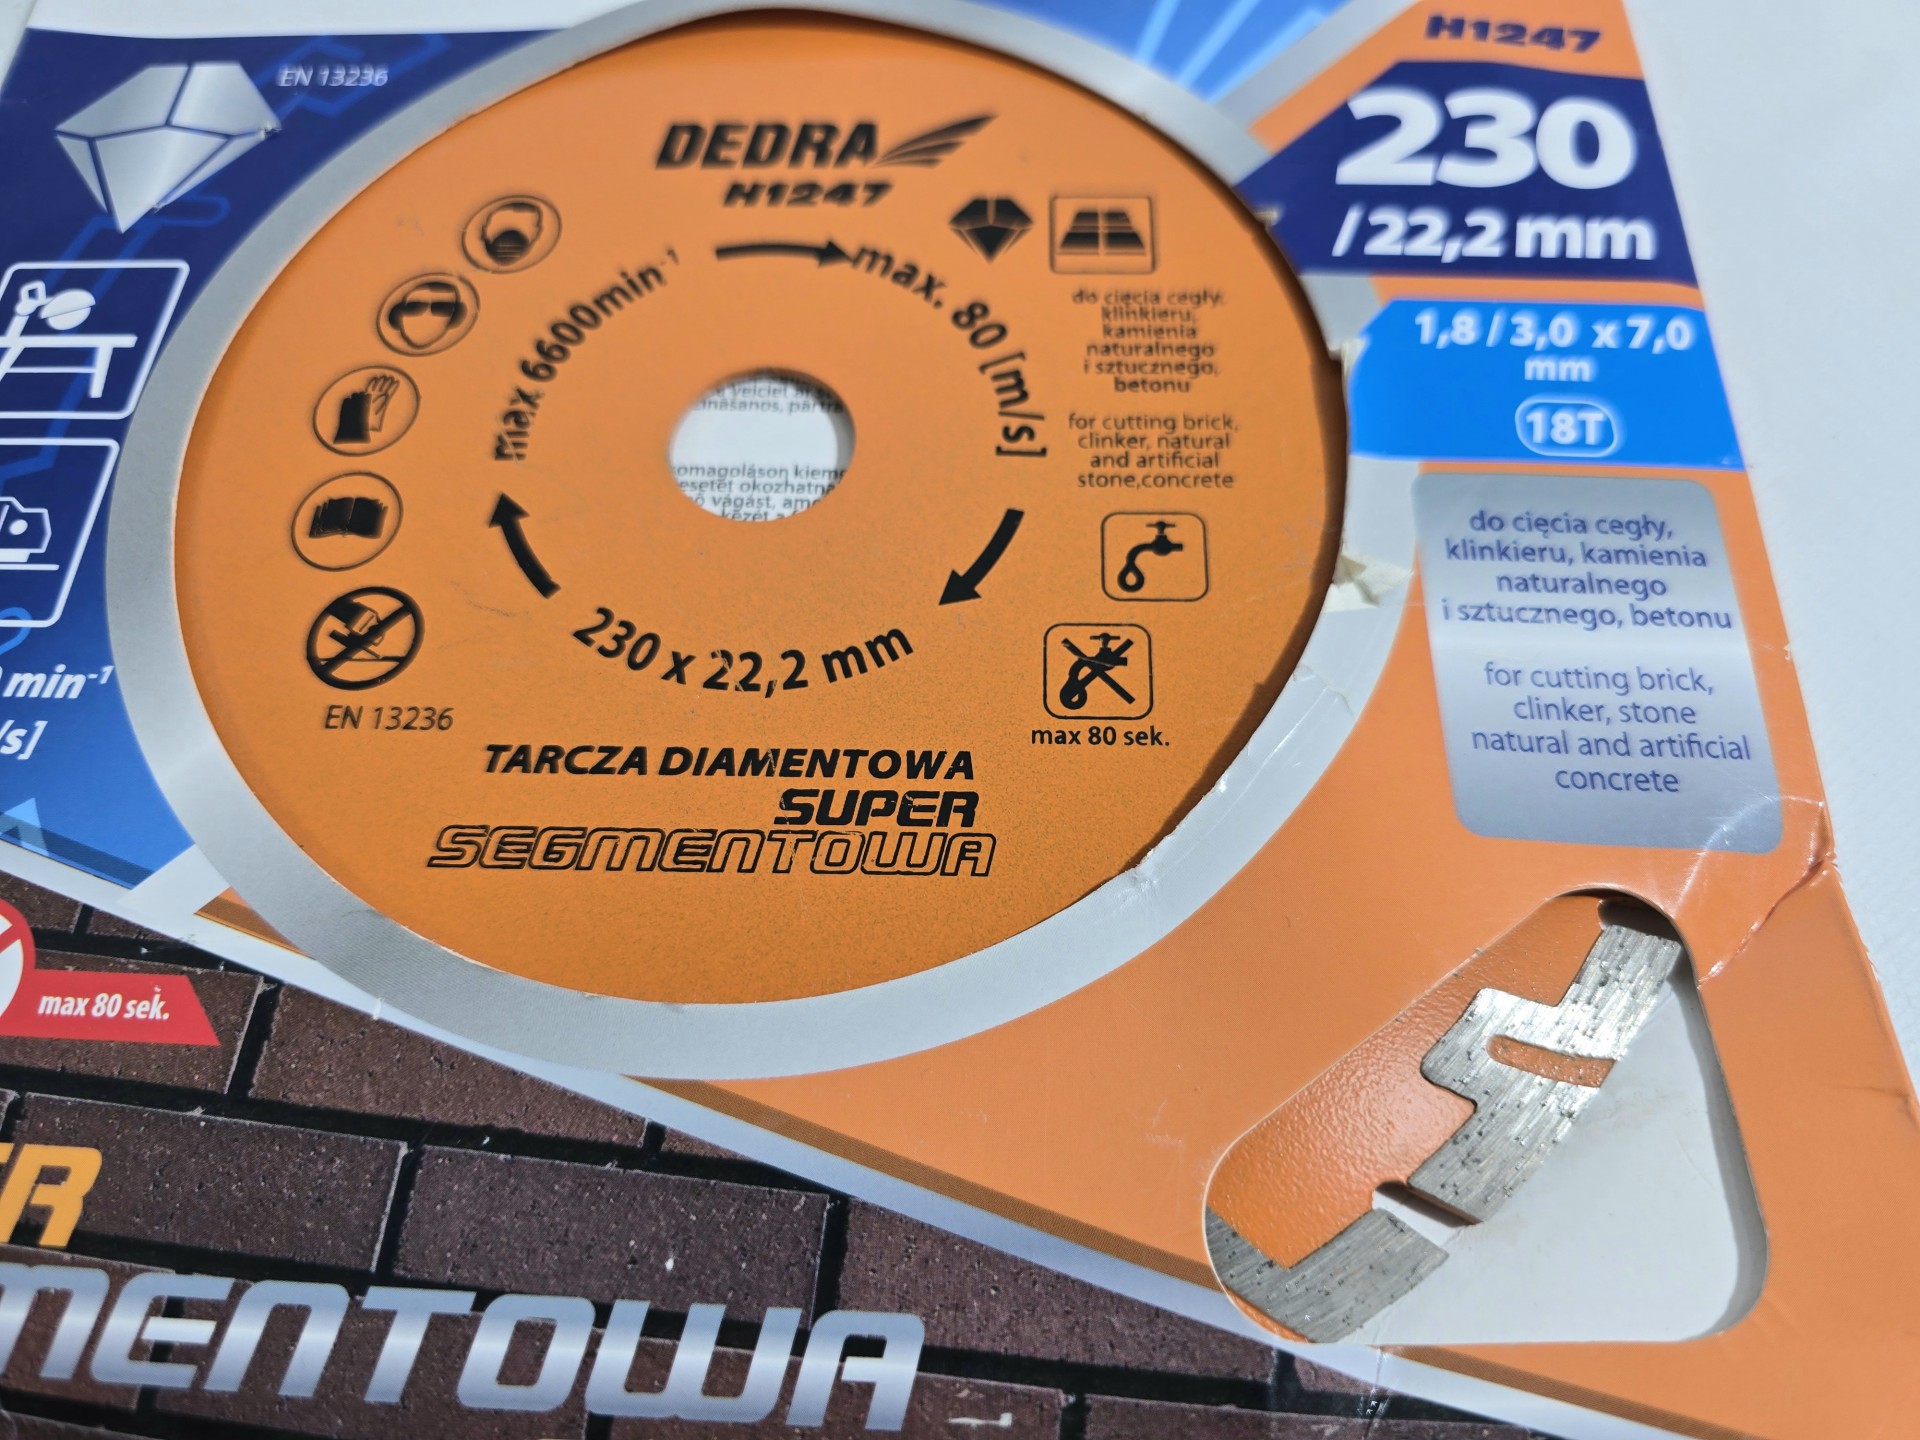 EN 13236
H1247
230
/22,2 mm
1,8 / 3,0 x 7,0
mm
18T
DEDRA
H1247
max 6600min-1
max. 80 [m/s]
230 x 22,2 mm
do cięcia cegły,
klinkieru,
kamienia
naturalnego
i sztucznego,
betonu
for cutting brick,
clinker, natural
and artificial
stone,concrete
max 80 sek.
EN 13236
TARCZA DIAMENTOWA
SUPER
SEGMENTOWA
do cięcia cegły,
klinkieru, kamienia
naturalnego
i sztucznego, betonu
for cutting brick,
clinker, stone
natural and artificial
concrete
min-1
/s]
max 80 sek.
ER
MENTOWA